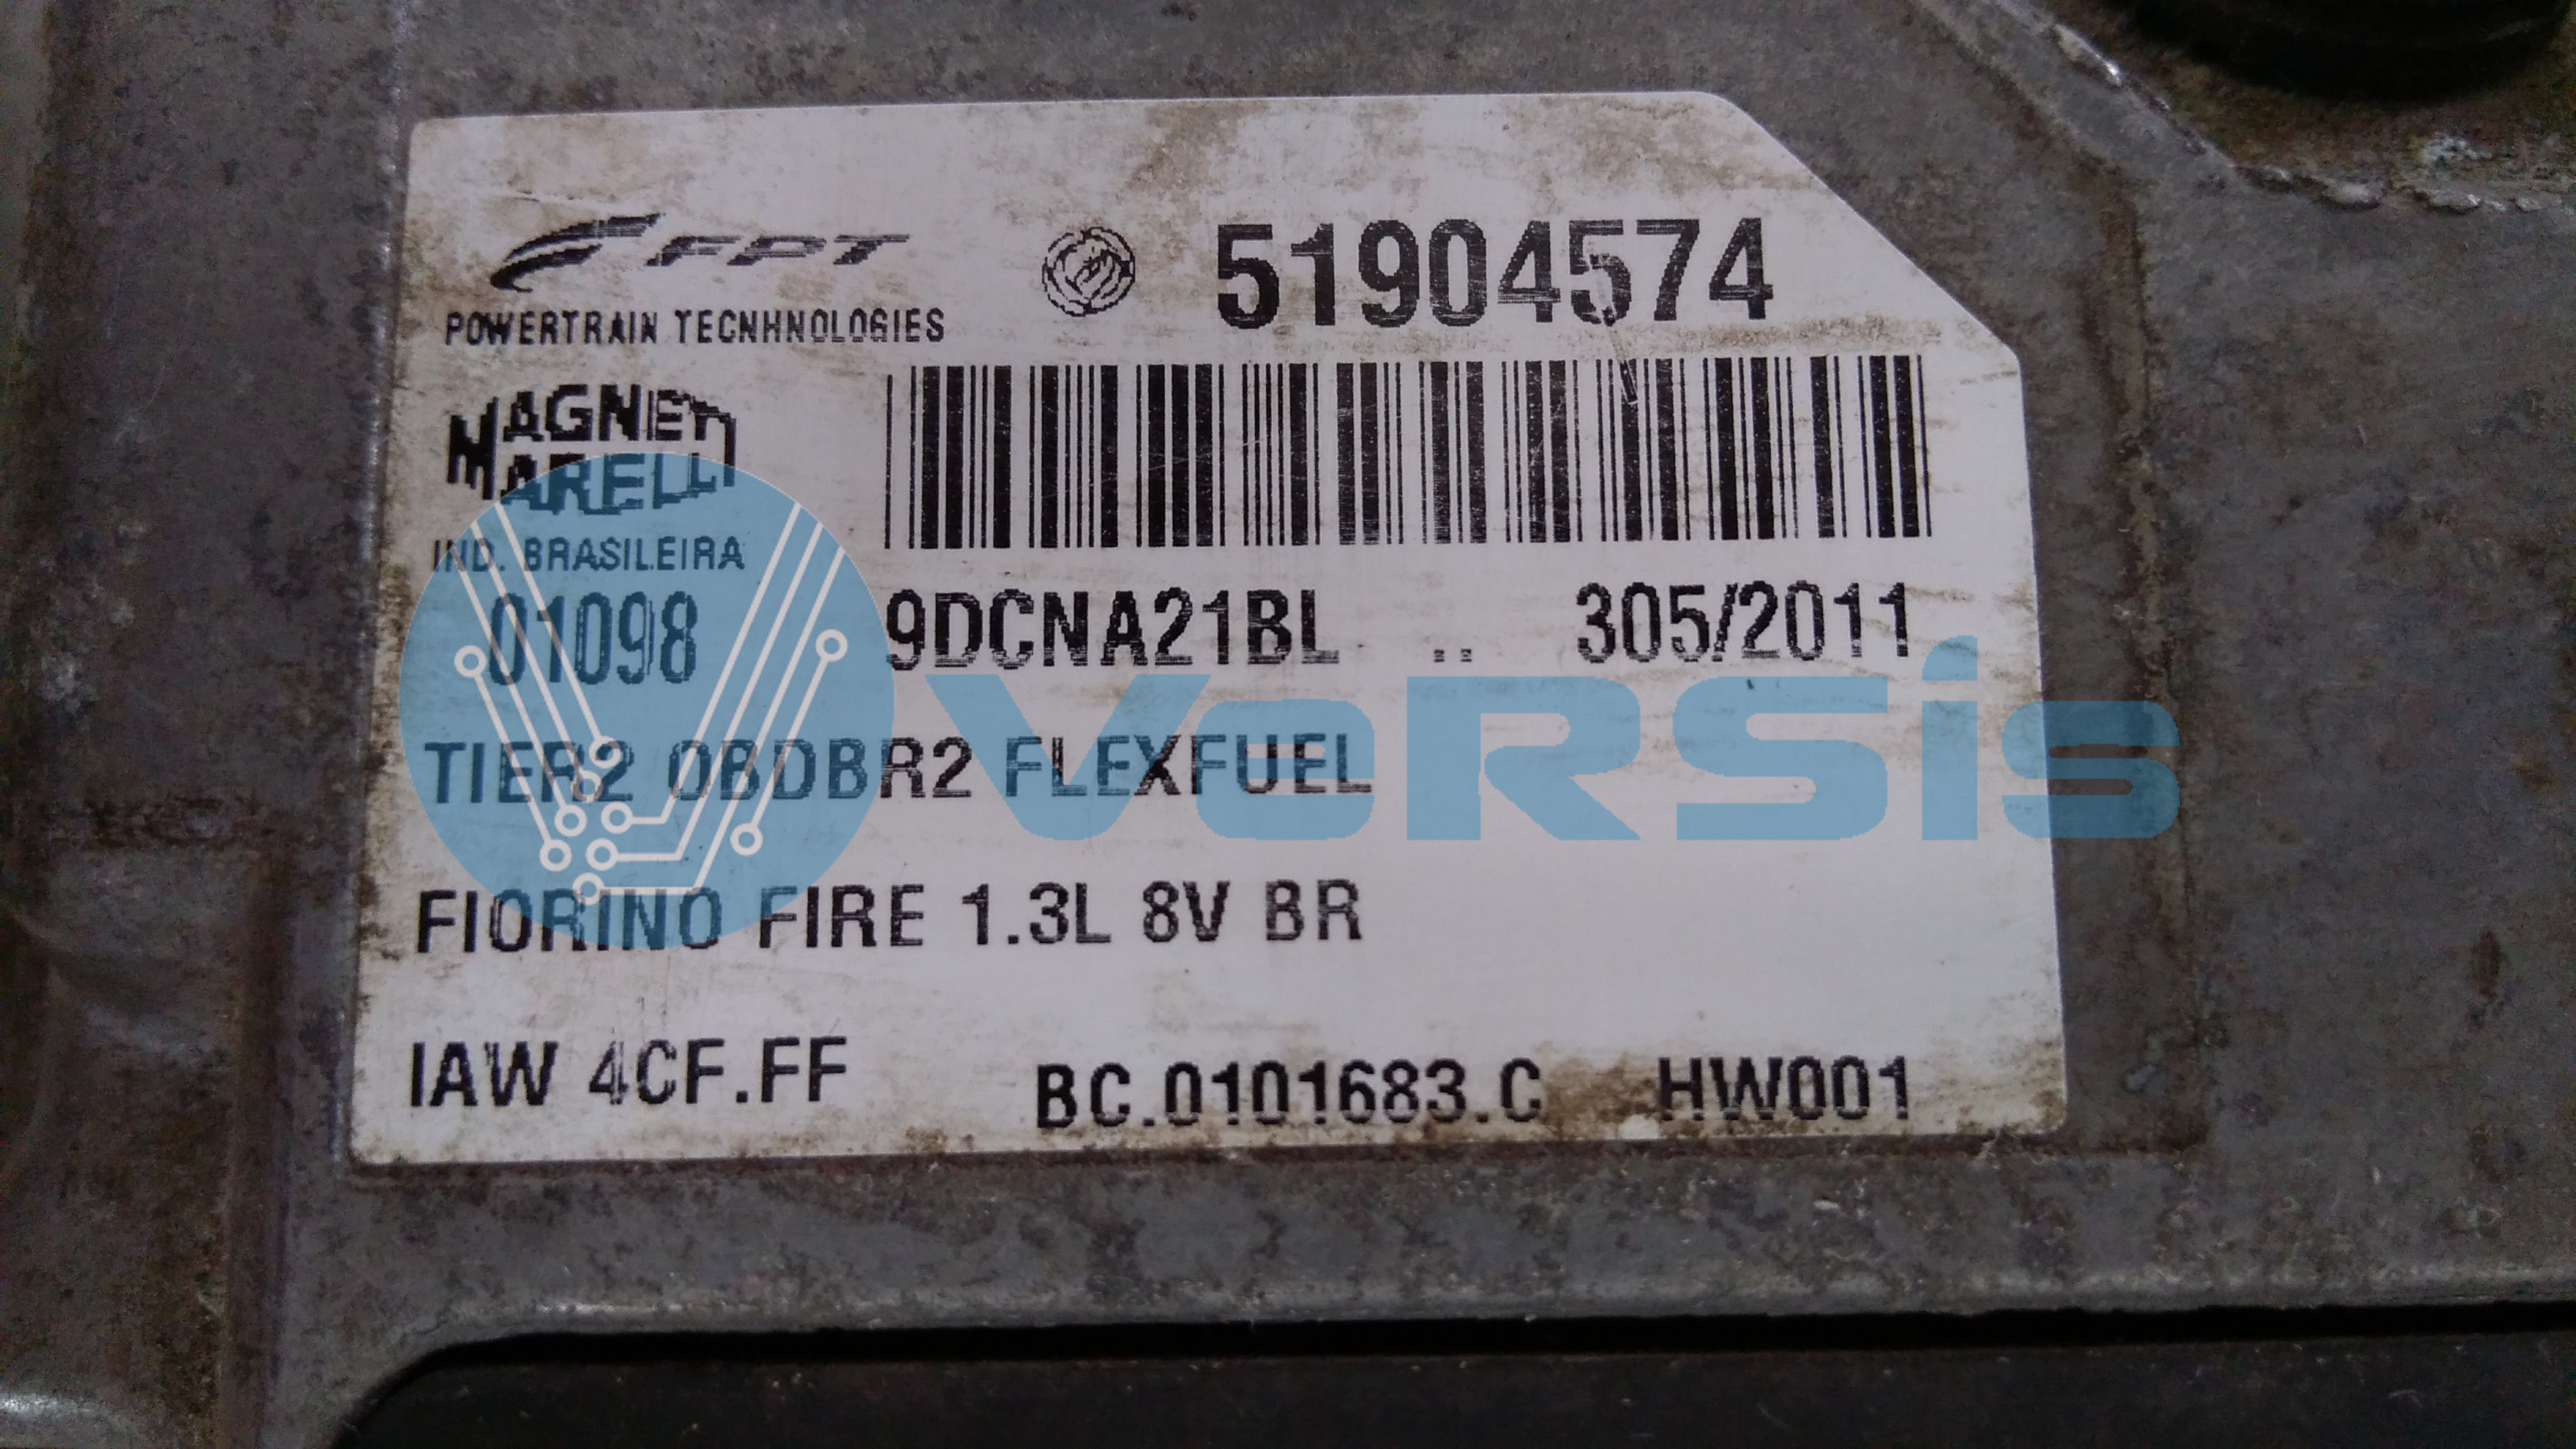 FPT 51904574
POWERTRAIN TECNHNOLOGIES
MAGNETI
MARELLI
IND. BRASILEIRA
01098 9DCNA21BL .. 305/2011
VeRSis
TIER2 OBDBR2 FLEXFUEL
FIORINO FIRE 1.3L 8V BR
IAW 4CF.FF BC.0101683.C HW001